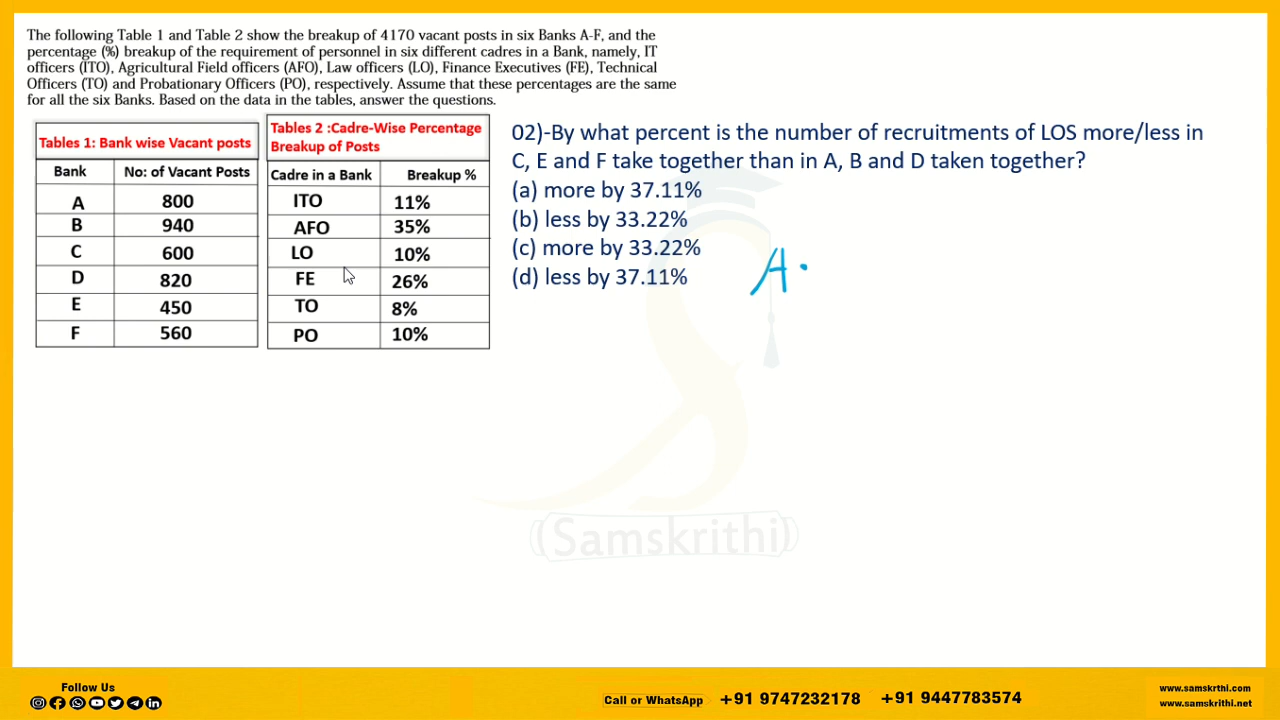 The following Table 1 and Table 2 show the breakup of 4170 vacant posts in six Banks A-F, and the
percentage (%) breakup of the requirement of personnel in six different cadres in a Bank, namely, IT
officers (ITO), Agricultural Field officers (AFO), Law officers (LO), Finance Executives (FE), Technical
Officers (TO) and Probationary Officers (PO), respectively. Assume that these percentages are the same
for all the six Banks. Based on the data in the tables, answer the questions.
Tables 1: Bank wise Vacant posts
Bank No: of Vacant Posts
A 800
B 940
C 600
D 820
E 450
F 560
Tables 2 :Cadre-Wise Percentage
Breakup of Posts
Cadre in a Bank Breakup %
ITO 11%
AFO 35%
LO 10%
FE 26%
TO 8%
PO 10%
02)-By what percent is the number of recruitments of LOS more/less in
C, E and F take together than in A, B and D taken together?
(a) more by 37.11%
(b) less by 33.22%
(c) more by 33.22%
(d) less by 37.11%
A.
(Samskrithi)
Follow Us
Call or WhatsApp +91 9747232178 +91 9447783574
www.samskrthi.com
www.samskrithi.net